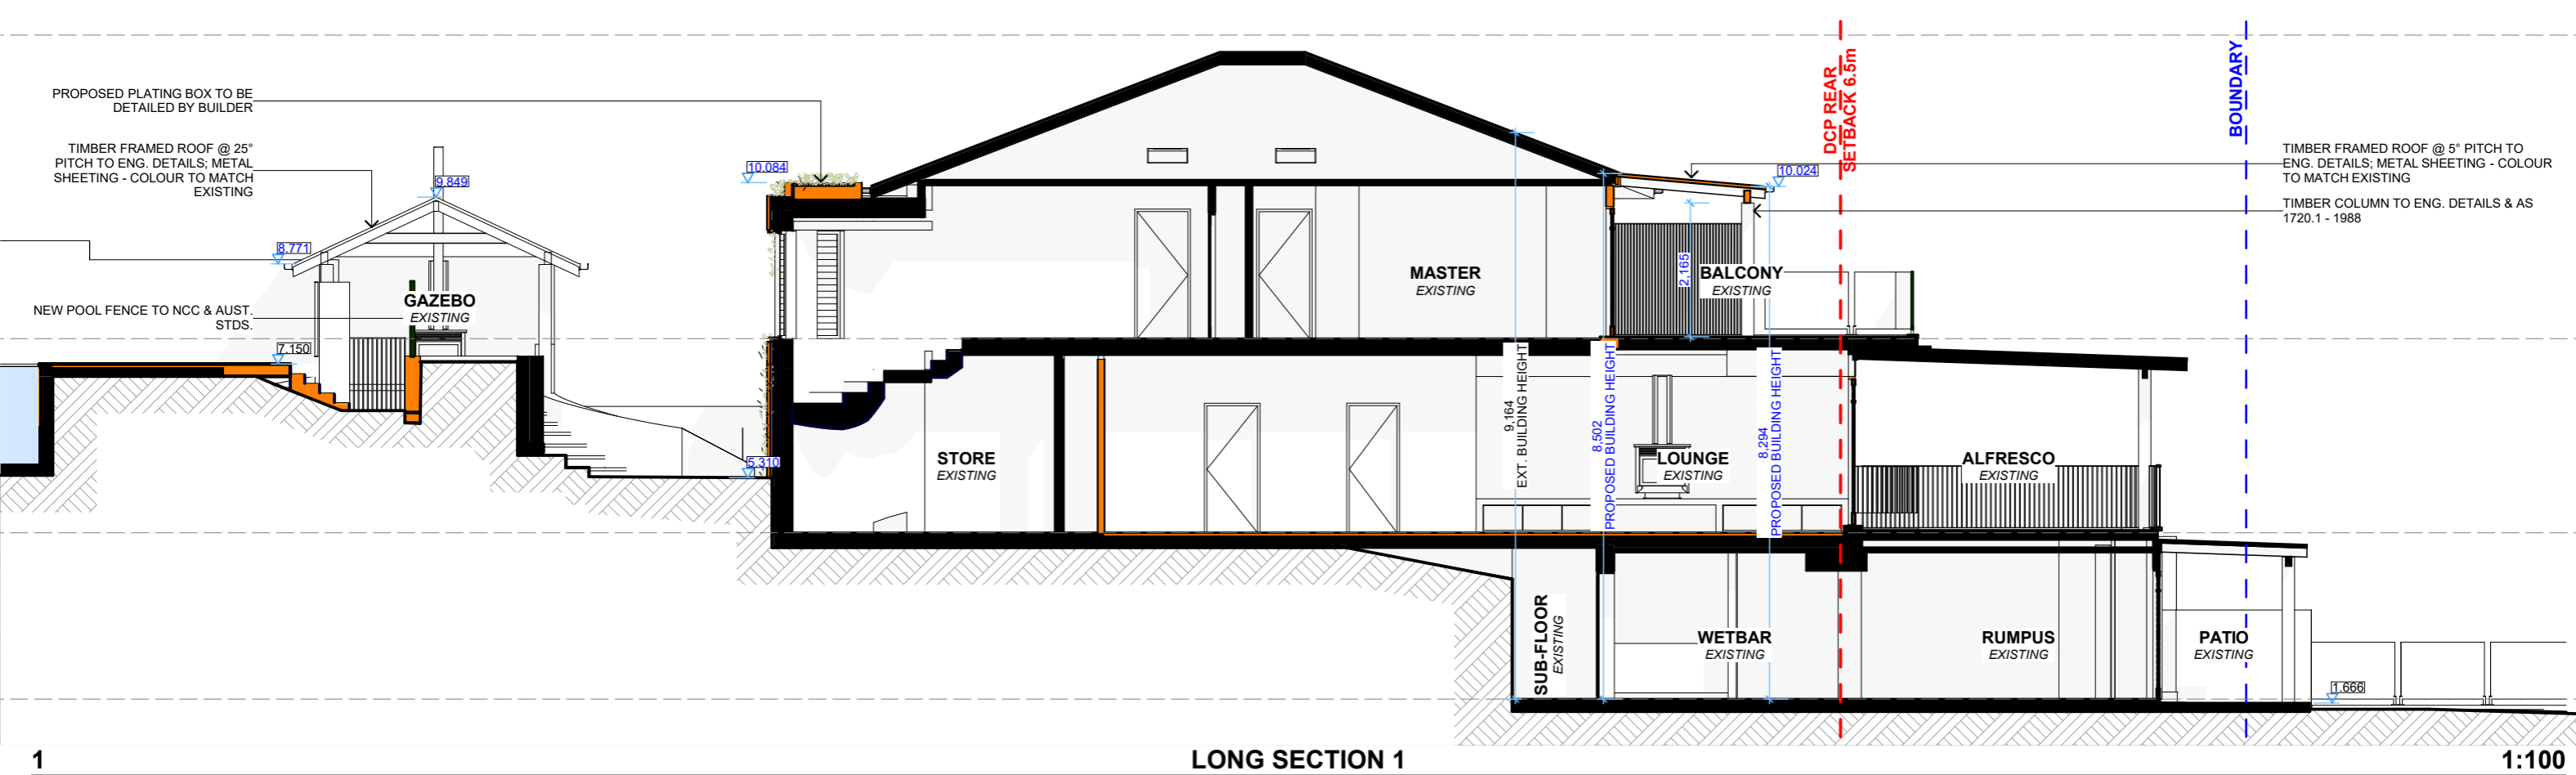 PROPOSED PLATING BOX TO BE
DETAILED BY BUILDER
TIMBER FRAMED ROOF @ 25°
PITCH TO ENG. DETAILS; METAL
SHEETING - COLOUR TO MATCH
EXISTING
9.849
8.771
NEW POOL FENCE TO NCC & AUST.
STDS.
GAZEBO
EXISTING
7.150
10.084
5.310
STORE
EXISTING
MASTER
EXISTING
BALCONY
EXISTING
2,165
10.024
DCP REAR
SETBACK 6.5m
BOUNDARY
TIMBER FRAMED ROOF @ 5° PITCH TO
ENG. DETAILS; METAL SHEETING - COLOUR
TO MATCH EXISTING
TIMBER COLUMN TO ENG. DETAILS & AS
1720.1 - 1988
9,164
EXT. BUILDING HEIGHT
8,502
PROPOSED BUILDING HEIGHT
LOUNGE
EXISTING
8,294
PROPOSED BUILDING HEIGHT
ALFRESCO
EXISTING
SUB-FLOOR
EXISTING
WETBAR
EXISTING
RUMPUS
EXISTING
PATIO
EXISTING
1.666
1
LONG SECTION 1
1:100